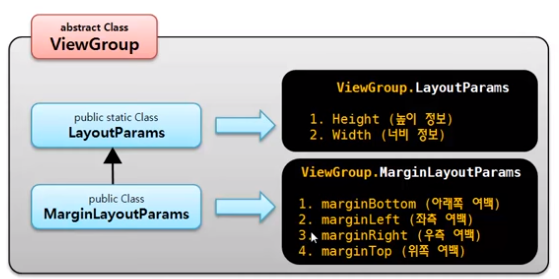 abstract Class
ViewGroup
public static Class
LayoutParams
ViewGroup.LayoutParams
1. Height (높이 정보)
2. Width (너비 정보)
public Class
MarginLayoutParams
ViewGroup.MarginLayoutParams
1. marginBottom (아래쪽 여백)
2. marginLeft (좌측 여백)
3. marginRight (우측 여백)
4. marginTop (위쪽 여백)